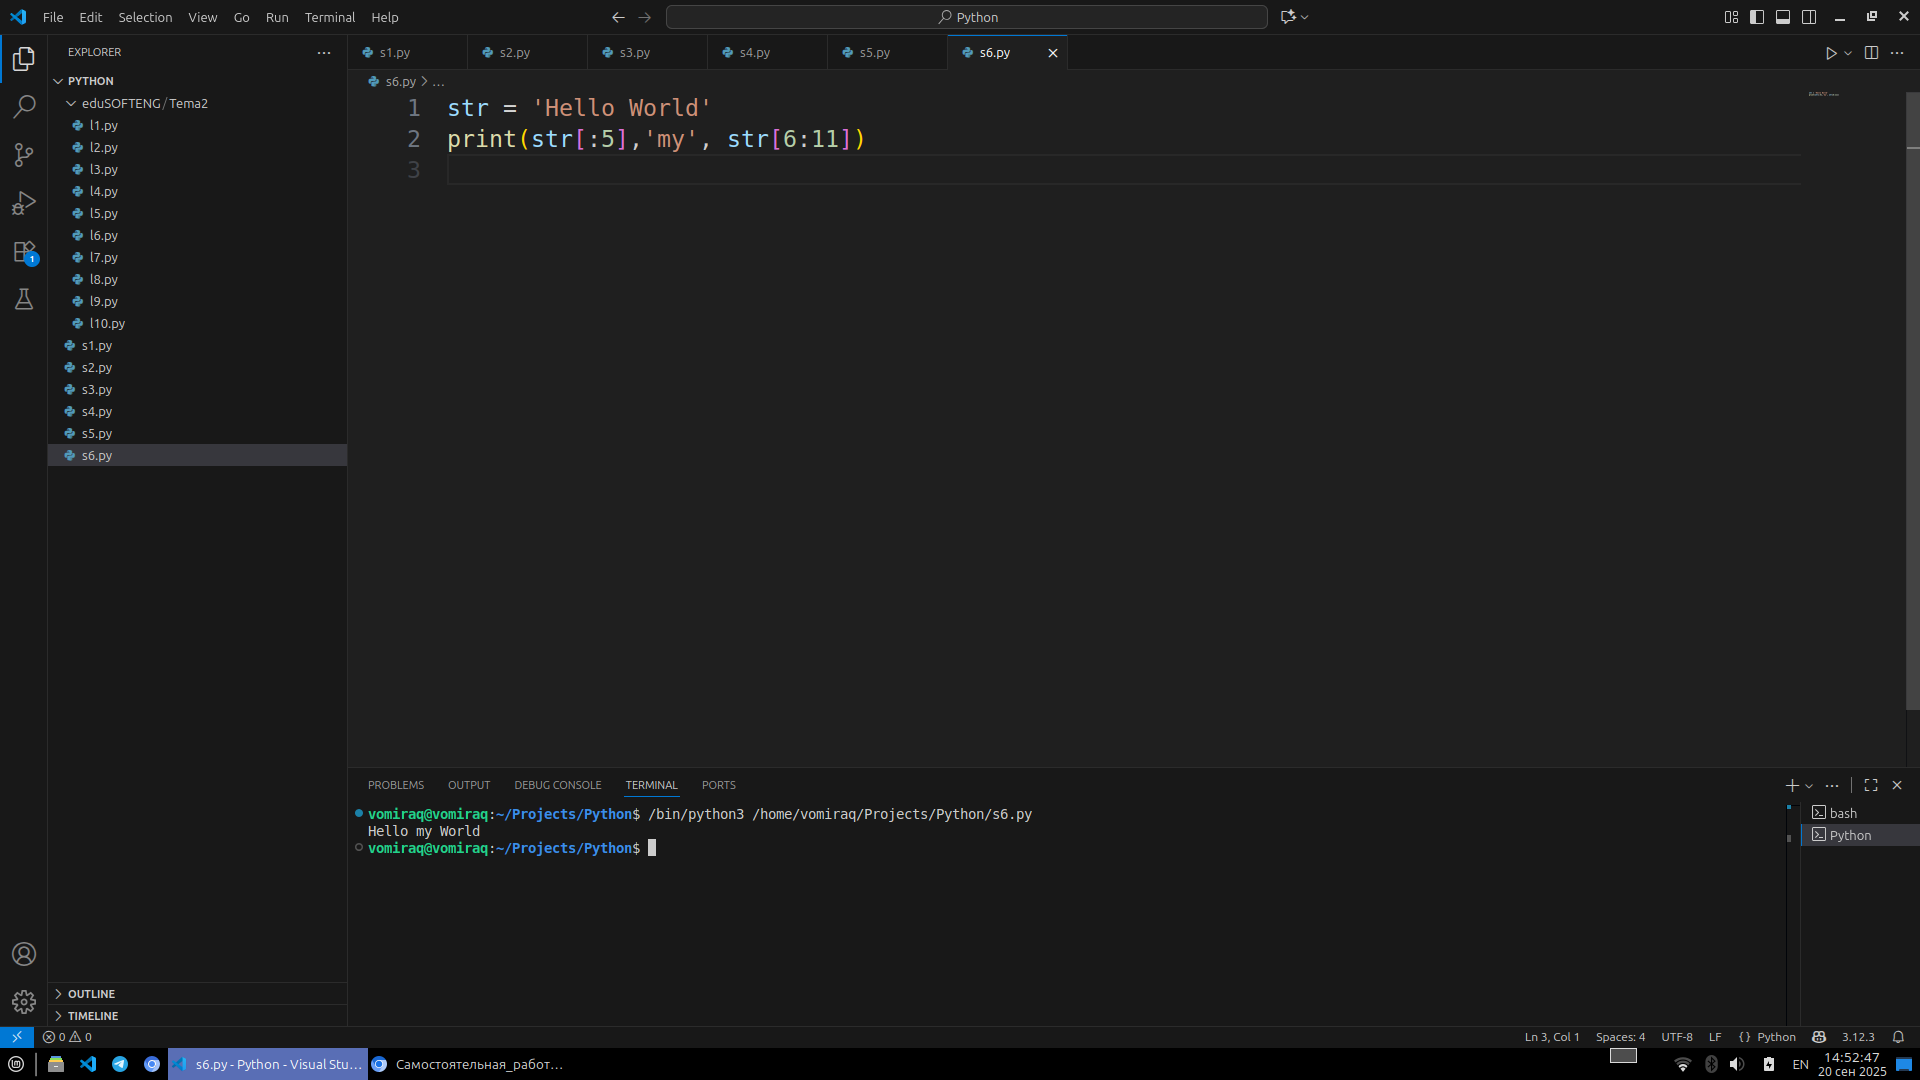 File Edit Selection View Go Run Terminal Help
Python
EXPLORER
PYTHON
eduSOFTENG / Tema2
l1.py
l2.py
l3.py
l4.py
l5.py
l6.py
l7.py
l8.py
l9.py
l10.py
s1.py
s2.py
s3.py
s4.py
s5.py
s6.py
OUTLINE
TIMELINE
s1.py s2.py s3.py s4.py s5.py s6.py
s6.py > ...
1 str = 'Hello World'
2 print(str[:5],'my', str[6:11])
3
PROBLEMS OUTPUT DEBUG CONSOLE TERMINAL PORTS
vomiraq@vomiraq:~/Projects/Python$ /bin/python3 /home/vomiraq/Projects/Python/s6.py
Hello my World
vomiraq@vomiraq:~/Projects/Python$
bash
Python
1
0 0
Ln 3, Col 1 Spaces: 4 UTF-8 LF {} Python 3.12.3
s6.py - Python - Visual Stu...
Самостоятельная_работ...
EN
14:52:47
20 сен 2025